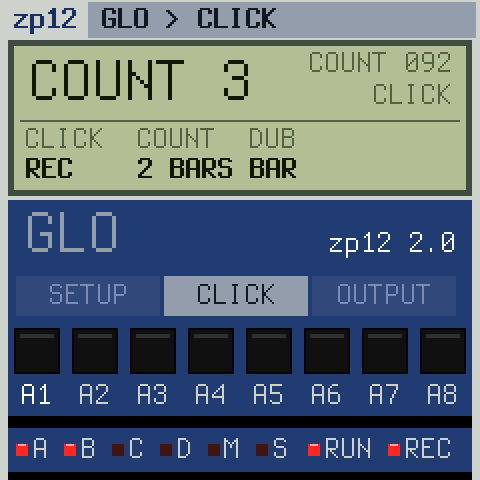 zp12 GLO > CLICK
COUNT 3 COUNT 092
CLICK
CLICK COUNT DUB
REC 2 BARS BAR
GLO zp12 2.0
SETUP CLICK OUTPUT
A1 A2 A3 A4 A5 A6 A7 A8
A B C D M S RUN REC